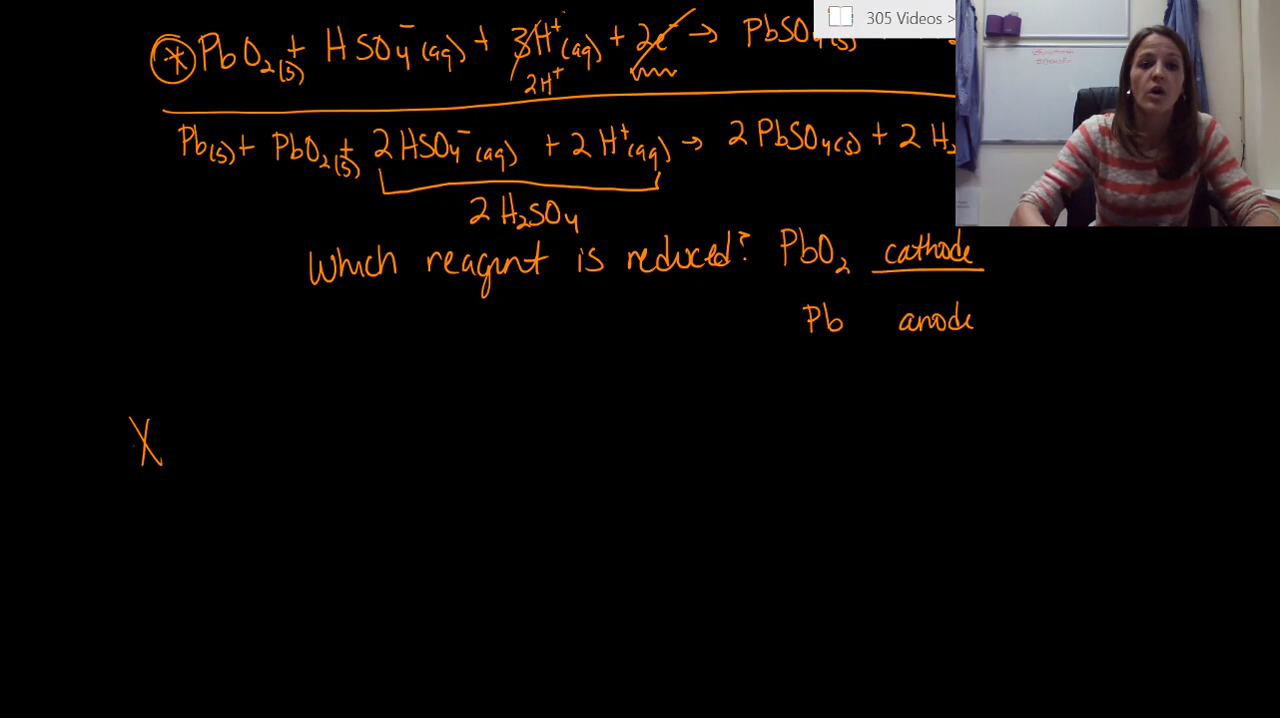 305 Videos >
* PbO₂(s) + HSO₄⁻(aq) + 3H⁺(aq) + 2e⁻ → PbSO₄(s)
2H⁺
Pb(s) + PbO₂(s) + 2HSO₄⁻(aq) + 2H⁺(aq) → 2PbSO₄(s) + 2H₂
2H₂SO₄
Which reagent is reduced? PbO₂ cathode
Pb anode
X